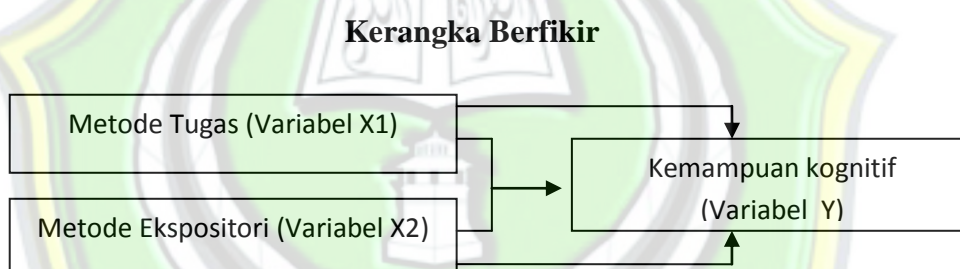 Kerangka Berfikir
Metode Tugas (Variabel X1)
Kemampuan kognitif
(Variabel Y)
Metode Ekspositori (Variabel X2)